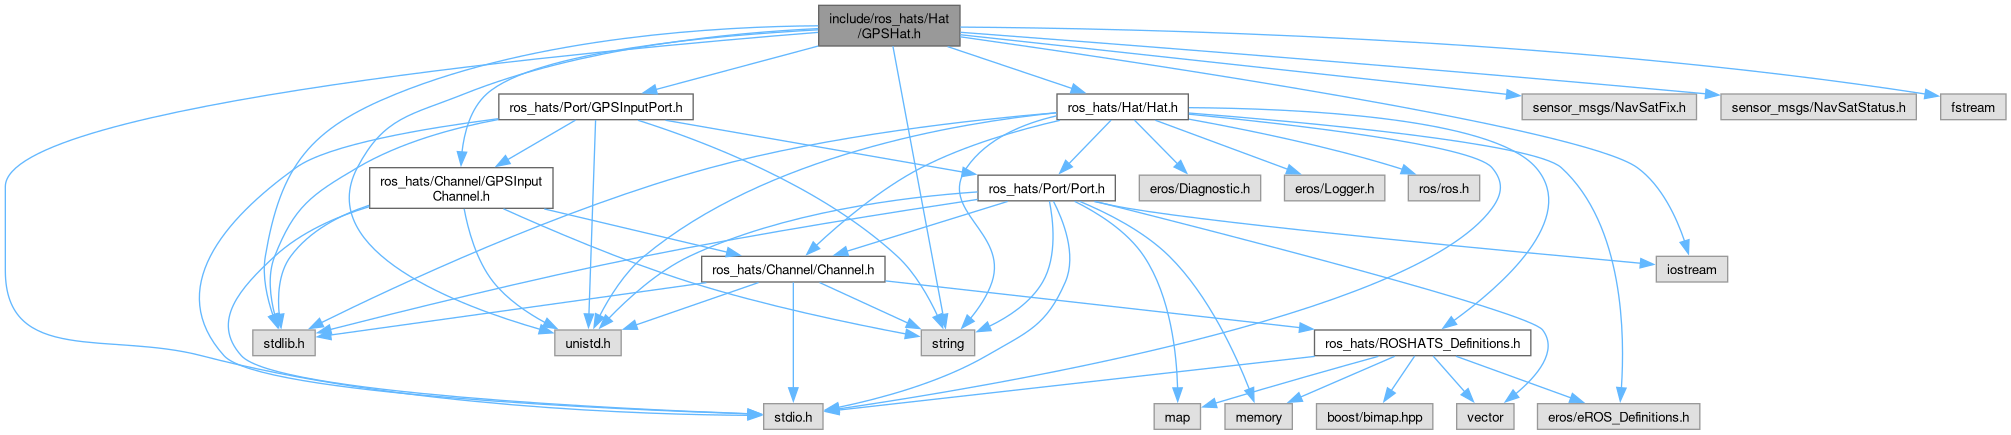 include/ros_hats/Hat
/GPSHat.h
ros_hats/Port/GPSInputPort.h
ros_hats/Hat/Hat.h
sensor_msgs/NavSatFix.h
sensor_msgs/NavSatStatus.h
fstream
ros_hats/Channel/GPSInput
Channel.h
ros_hats/Port/Port.h
eros/Diagnostic.h
eros/Logger.h
ros/ros.h
ros_hats/Channel/Channel.h
iostream
stdlib.h
unistd.h
string
ros_hats/ROSHATS_Definitions.h
stdio.h
map
memory
boost/bimap.hpp
vector
eros/eROS_Definitions.h